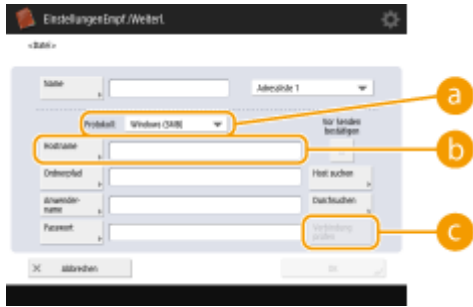 Einstellungen Empf./Weiterl.
<Datei>
Name
Adressliste 1
Protokoll:
Windows (SMB)
Vor Senden
bestätigen
Hostname
Ordnerpfad
Host suchen
Anwender-
name
Durchsuchen
Passwort
Verbindung
prüfen
Abbrechen
OK
a
b
c